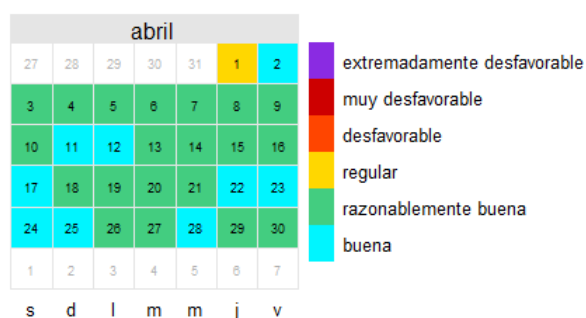 abril
27 28 29 30 31 1 2
3 4 5 6 7 8 9
10 11 12 13 14 15 16
17 18 19 20 21 22 23
24 25 26 27 28 29 30
1 2 3 4 5 6 7
s d l m m j v
extremadamente desfavorable
muy desfavorable
desfavorable
regular
razonablemente buena
buena